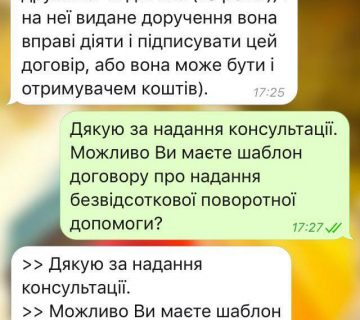 на неї видане доручення вона
вправі діяти і підписувати цей
договір, або вона може бути і
отримувачем коштів).
17:25
Дякую за надання консультації.
Можливо Ви маєте шаблон
договору про надання
безвідсоткової поворотної
допомоги?
17:27
>> Дякую за надання
консультації.
>> Можливо Ви маєте шаблон